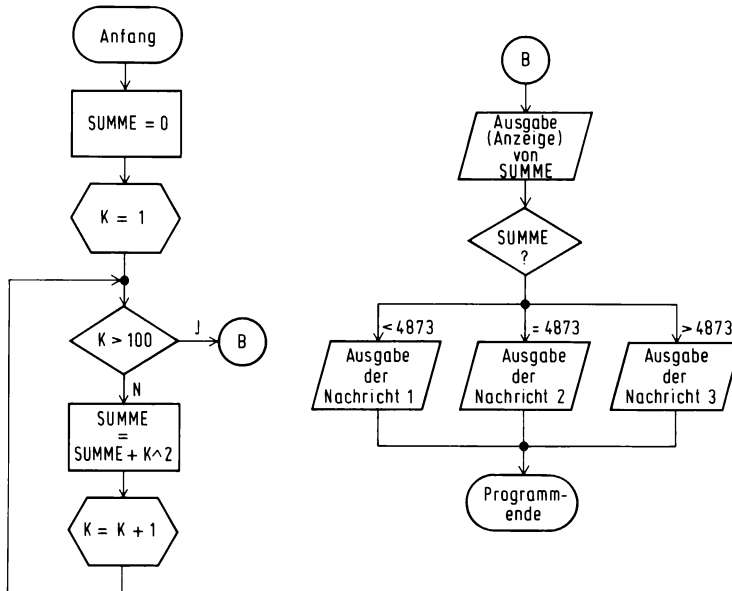 Anfang
SUMME = 0
K = 1
K > 100
J
B
N
SUMME
=
SUMME + K^2
K = K + 1
B
Ausgabe
(Anzeige)
von
SUMME
SUMME
?
< 4873
= 4873
> 4873
Ausgabe
der
Nachricht 1
Ausgabe
der
Nachricht 2
Ausgabe
der
Nachricht 3
Programm-
ende